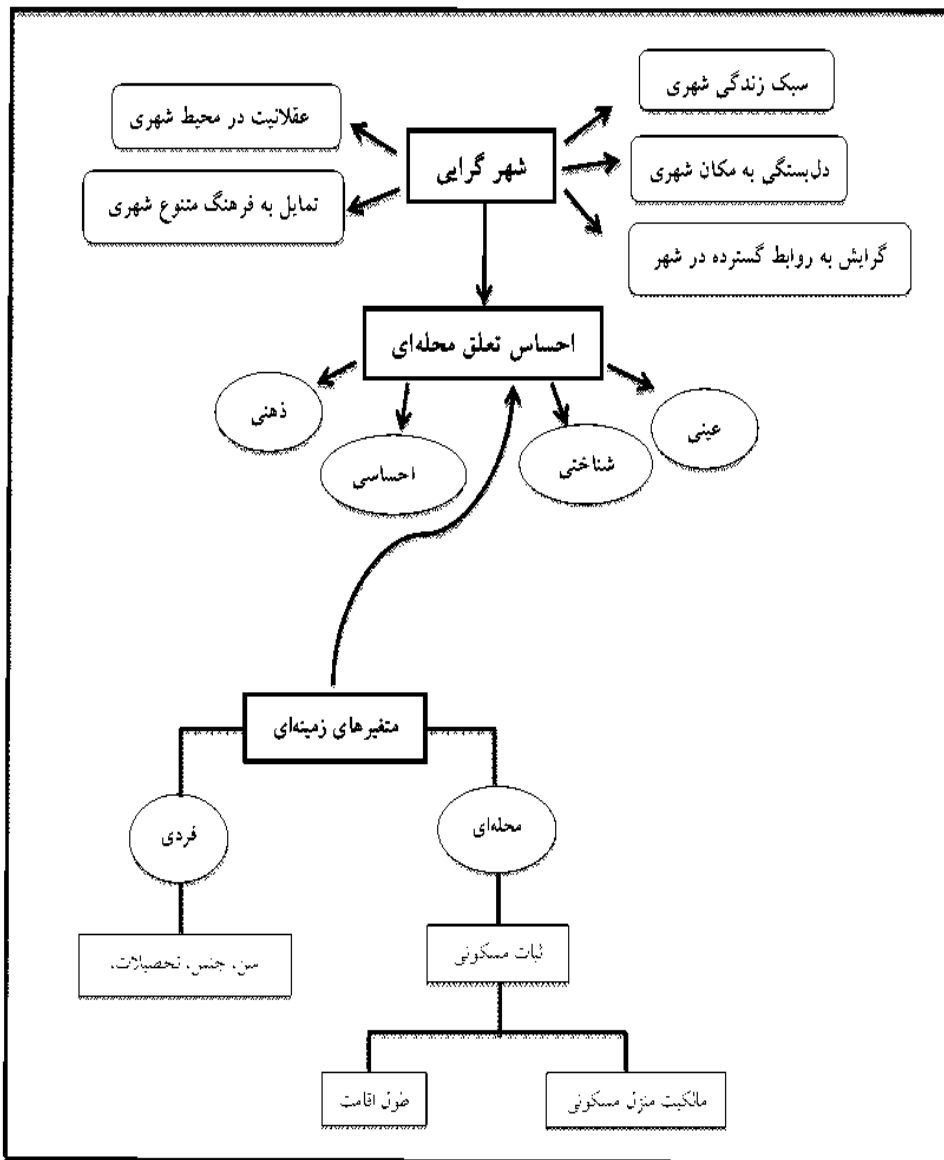 سبک زندگی شهری
عقلانیت در محیط شهری
شهر گرایی
دل‌بستگی به مکان شهری
تمایل به فرهنگ متنوع شهری
گرایش به روابط گسترده در شهر
احساس تعلق محله‌ای
ذهنی
عینی
احساسی
شناختی
متغیرهای زمینه‌ای
محله‌ای
فردی
ثبات مسکونی
سن، جنس، تحصیلات،
مالکیت منزل مسکونی
طول اقامت